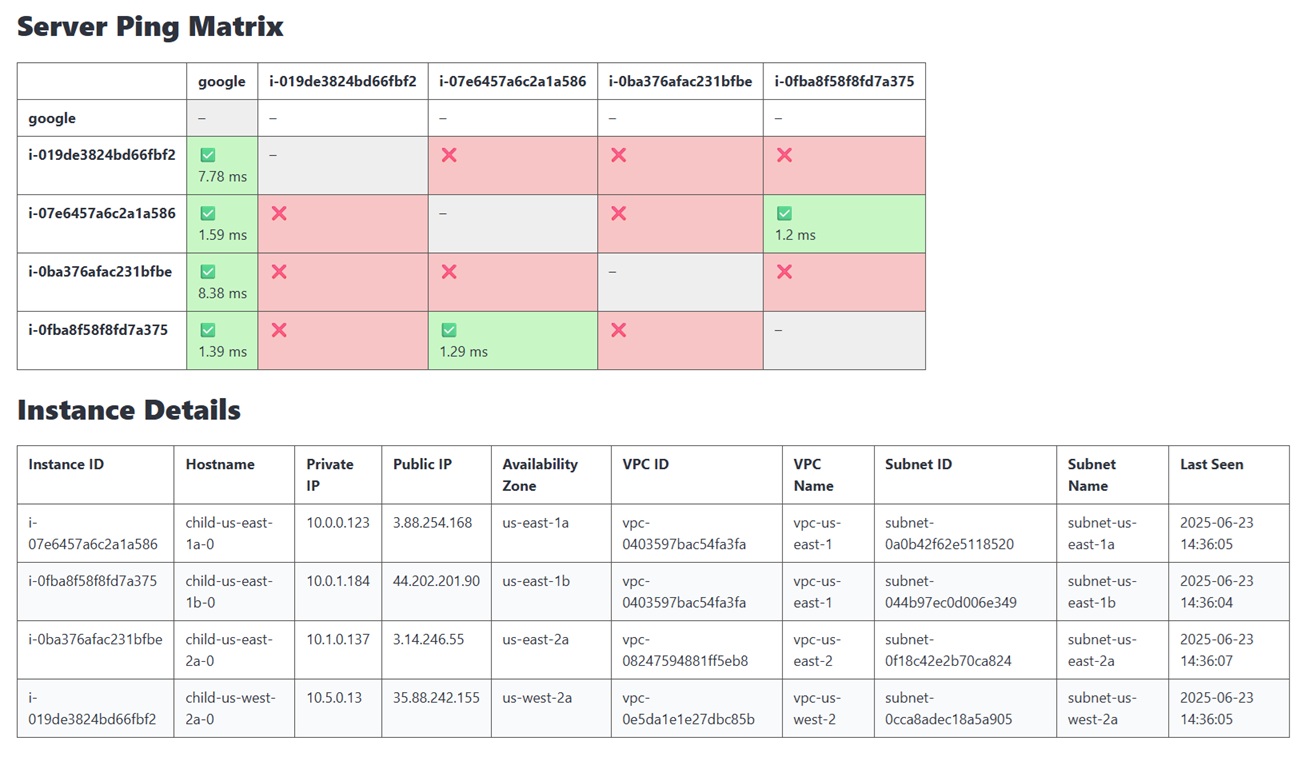 Server Ping Matrix
google i-019de3824bd66fbf2 i-07e6457a6c2a1a586 i-0ba376afac231bfbe i-0fba8f58f8fd7a375
google – – – – –
i-019de3824bd66fbf2 ✅ – ❌ ❌ ❌
7.78 ms
i-07e6457a6c2a1a586 ✅ ❌ – ❌ ✅
1.59 ms 1.2 ms
i-0ba376afac231bfbe ✅ ❌ ❌ – ❌
8.38 ms
i-0fba8f58f8fd7a375 ✅ ❌ ✅ ❌ –
1.39 ms 1.29 ms
Instance Details
Instance ID Hostname Private Public IP Availability VPC ID VPC Subnet ID Subnet Last Seen
IP Zone Name Name
i- child-us-east- 10.0.0.123 3.88.254.168 us-east-1a vpc- vpc-us- subnet- subnet-us- 2025-06-23
07e6457a6c2a1a586 1a-0 0403597bac54fa3fa east-1 0a0b42f62e5118520 east-1a 14:36:05
i-0fba8f58f8fd7a375 child-us-east- 10.0.1.184 44.202.201.90 us-east-1b vpc- vpc-us- subnet- subnet-us- 2025-06-23
1b-0 0403597bac54fa3fa east-1 044b97ec0d006e349 east-1b 14:36:04
i-0ba376afac231bfbe child-us-east- 10.1.0.137 3.14.246.55 us-east-2a vpc- vpc-us- subnet- subnet-us- 2025-06-23
2a-0 08247594881ff5eb8 east-2 0f18c42e2b70ca824 east-2a 14:36:07
i- child-us-west- 10.5.0.13 35.88.242.155 us-west-2a vpc- vpc-us- subnet- subnet-us- 2025-06-23
019de3824bd66fbf2 2a-0 0e5da1e1e27dbc85b west-2 0cca8adec18a5a905 west-2a 14:36:05